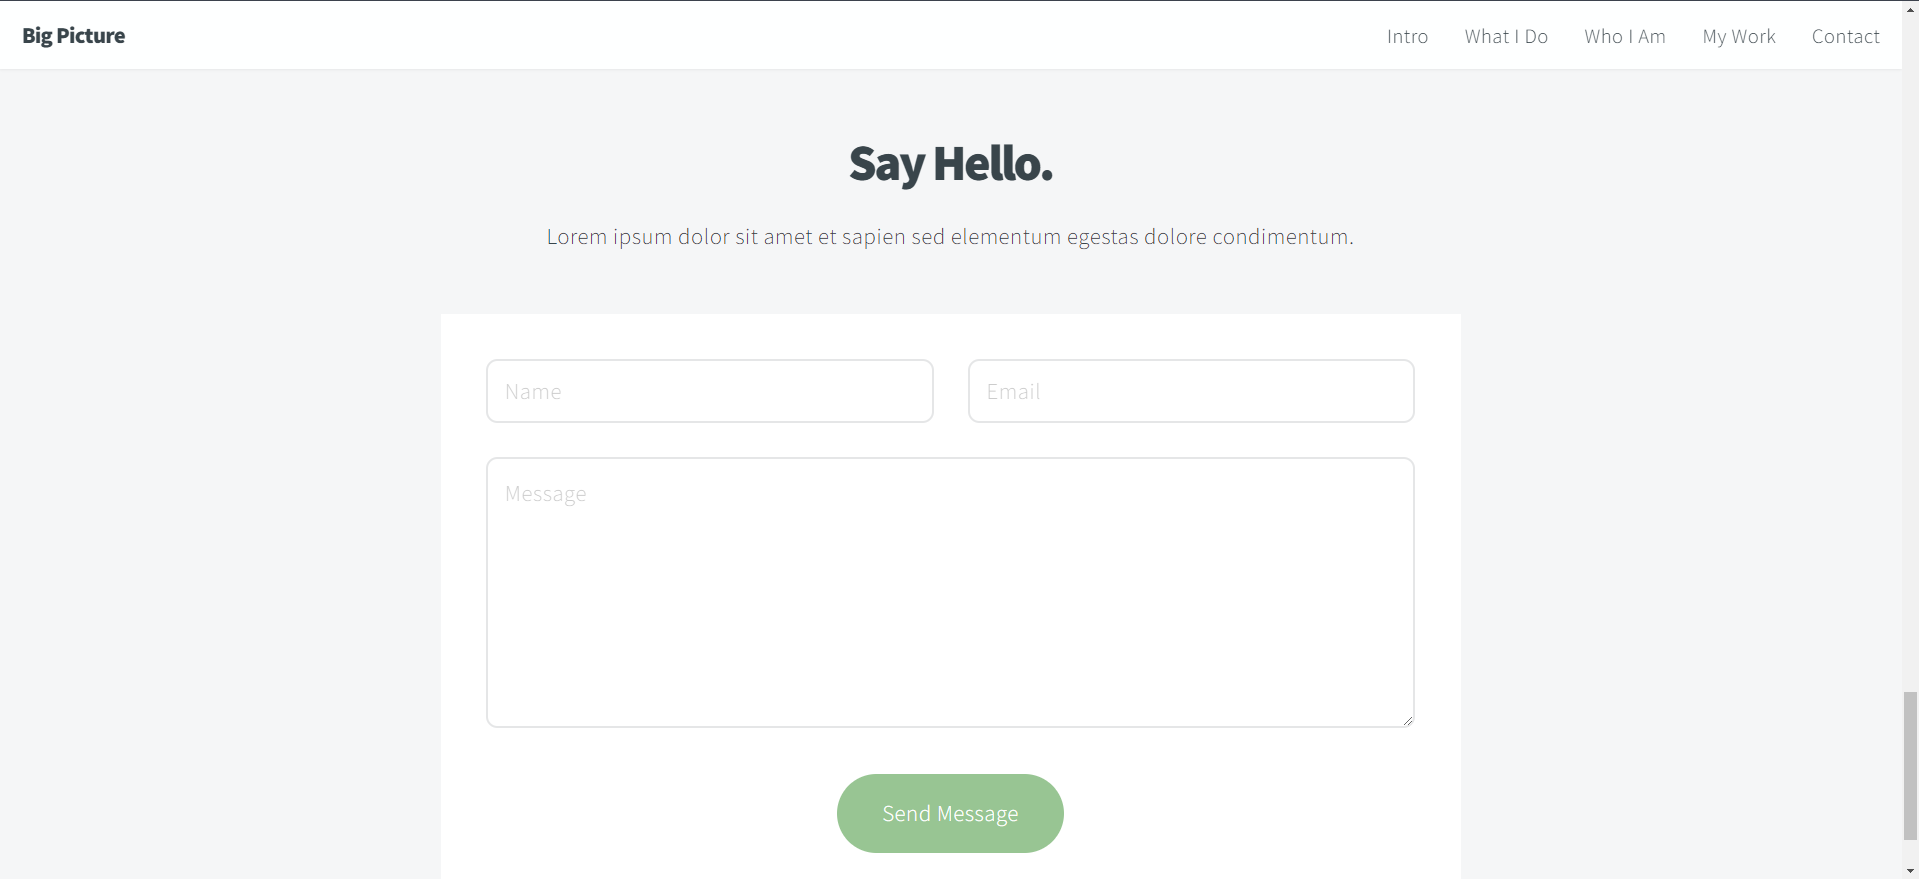 Big Picture
Intro What I Do Who I Am My Work Contact
Say Hello.
Lorem ipsum dolor sit amet et sapien sed elementum egestas dolore condimentum.
Name Email
Message
Send Message